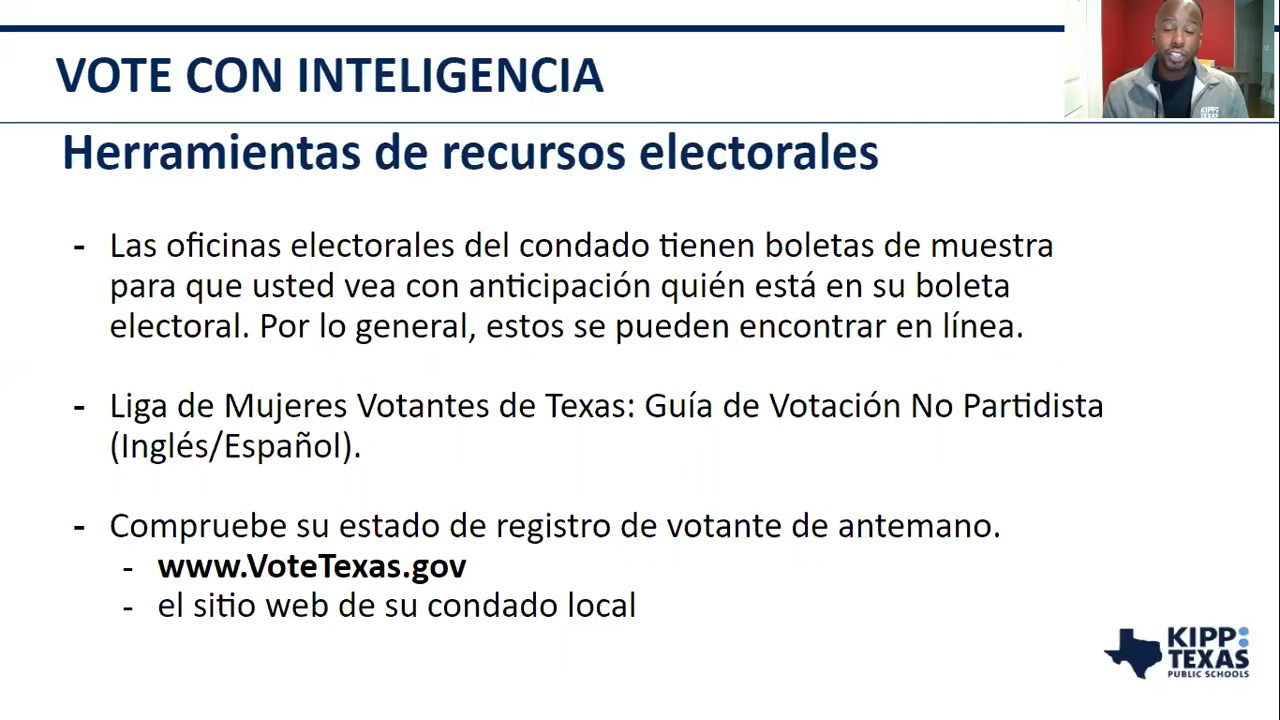 VOTE CON INTELIGENCIA
Herramientas de recursos electorales
- Las oficinas electorales del condado tienen boletas de muestra
para que usted vea con anticipación quién está en su boleta
electoral. Por lo general, estos se pueden encontrar en línea.
- Liga de Mujeres Votantes de Texas: Guía de Votación No Partidista
(Inglés/Español).
- Compruebe su estado de registro de votante de antemano.
- www.VoteTexas.gov
- el sitio web de su condado local
KIPP:
TEXAS
PUBLIC SCHOOLS
KIPP:
TEXAS